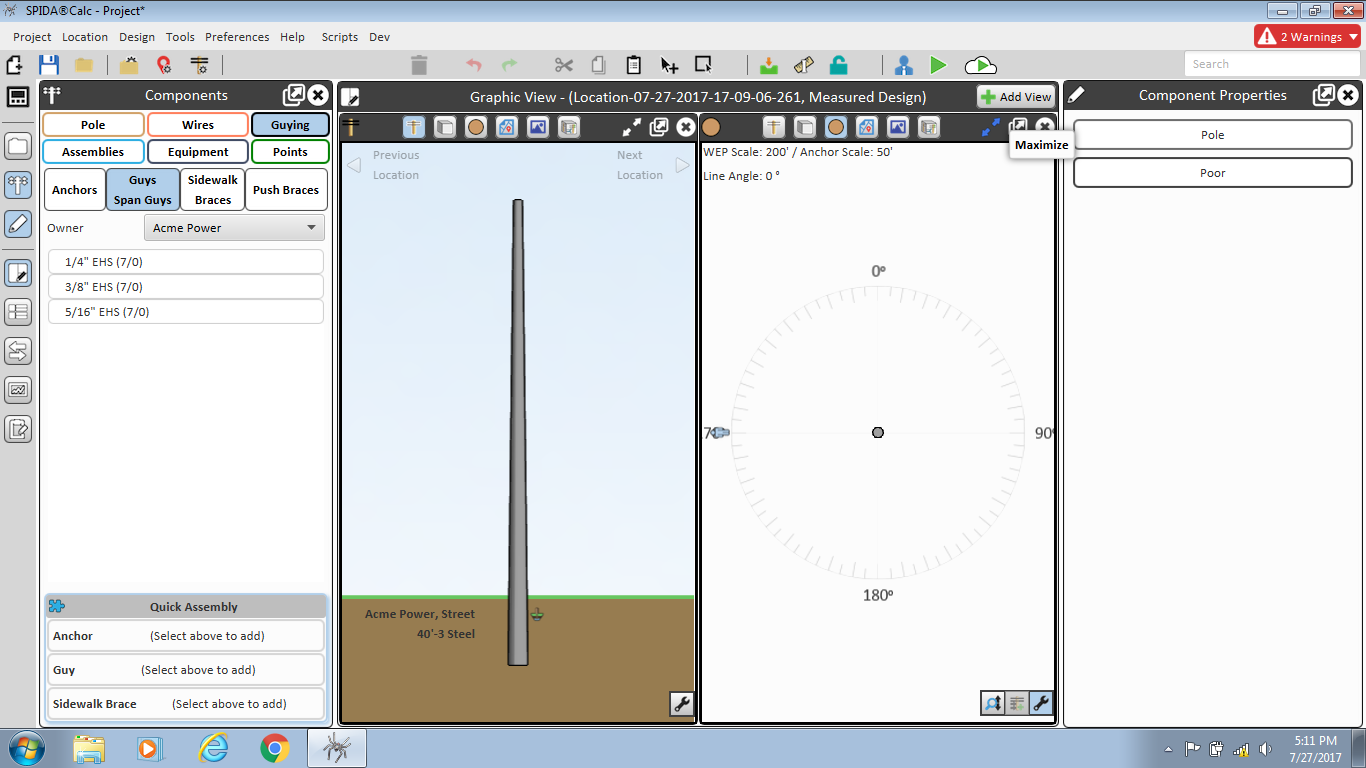 SPIDA®Calc - Project*
Project Location Design Tools Preferences Help Scripts Dev
2 Warnings
Search
Components
Graphic View - (Location-07-27-2017-17-09-06-261, Measured Design)
Add View
Component Properties
Pole Wires Guying
Assemblies Equipment Points
Anchors
Guys
Span Guys
Sidewalk
Braces
Push Braces
Owner Acme Power
1/4" EHS (7/0)
3/8" EHS (7/0)
5/16" EHS (7/0)
Quick Assembly
Anchor (Select above to add)
Guy (Select above to add)
Sidewalk Brace (Select above to add)
Previous
Location
Next
Location
Acme Power, Street
40'-3 Steel
Maximize
WEP Scale: 200' / Anchor Scale: 50'
Line Angle: 0 °
0º
90º
180º
Pole
Poor
5:11 PM
7/27/2017